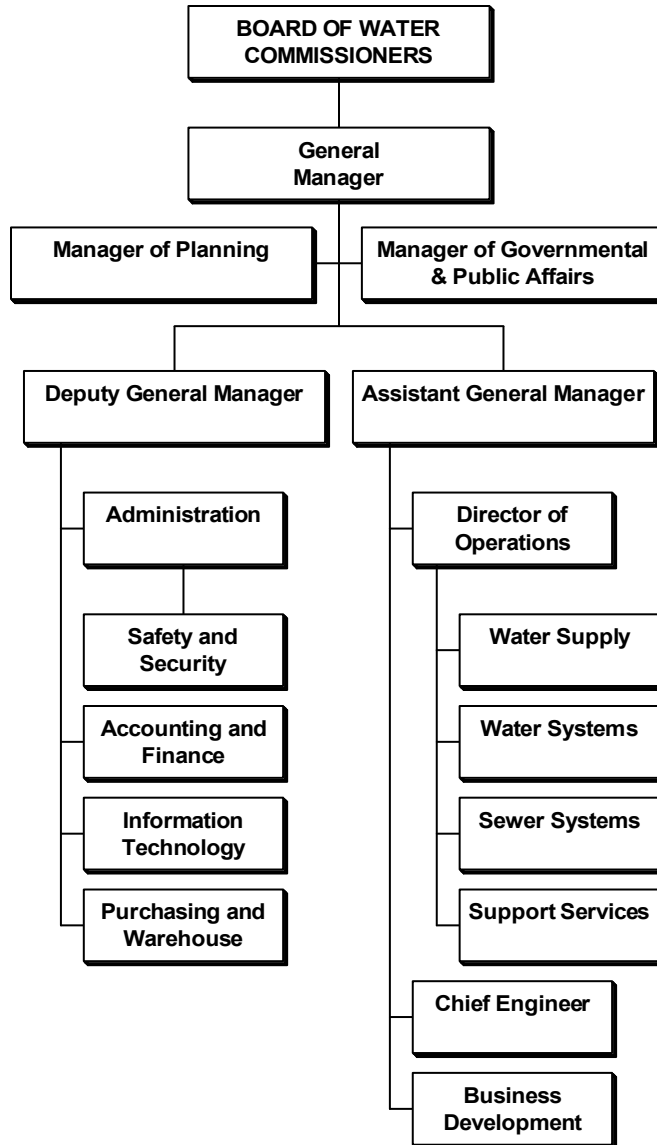 BOARD OF WATER
COMMISSIONERS
General
Manager
Manager of Planning
Manager of Governmental
& Public Affairs
Deputy General Manager
Assistant General Manager
Administration
Safety and
Security
Accounting and
Finance
Information
Technology
Purchasing and
Warehouse
Director of
Operations
Water Supply
Water Systems
Sewer Systems
Support Services
Chief Engineer
Business
Development